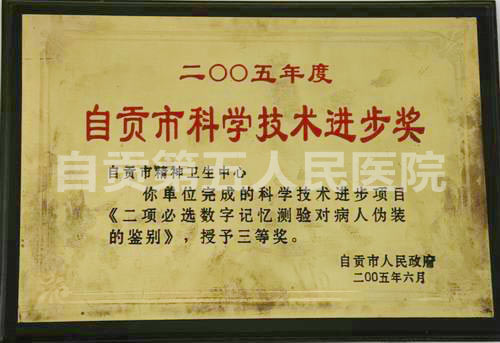 二〇〇五年度
自贡市科学技术进步奖
自贡市精神卫生中心
自贡第五人民医院
你单位完成的科学技术进步项目
《二项必选数字记忆测验对病人伪装
的鉴别》，授予三等奖。
自贡市人民政府
二〇〇五年六月